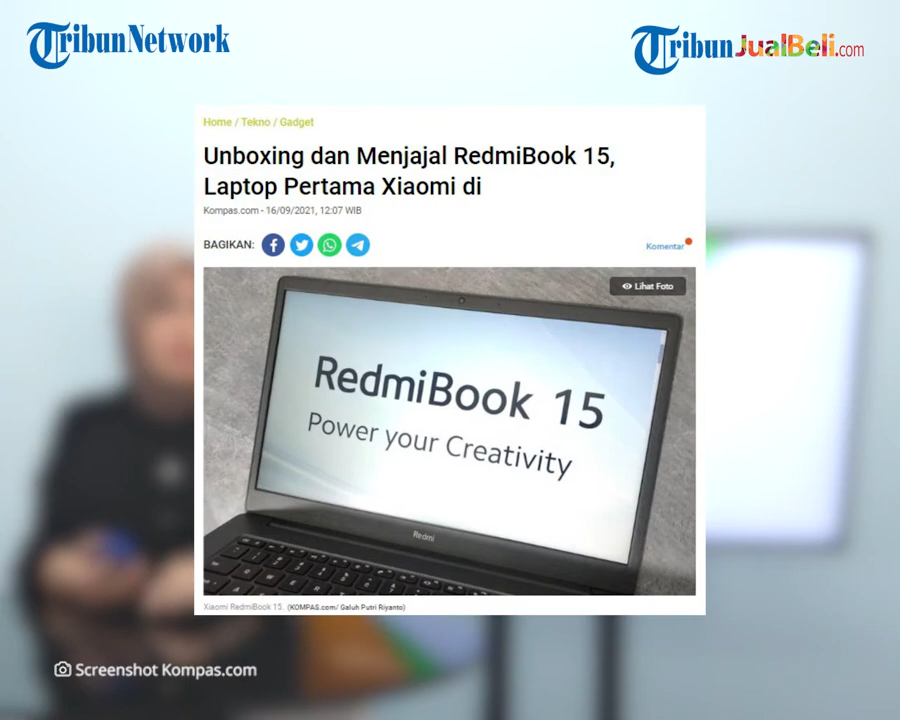 TribunNetwork
TribunJualBeli.com
Home / Tekno / Gadget
Unboxing dan Menjajal RedmiBook 15,
Laptop Pertama Xiaomi di
Kompas.com - 16/09/2021, 12:07 WIB
BAGIKAN:
Komentar
Lihat Foto
RedmiBook 15
Power your Creativity
Redmi
Xiaomi RedmiBook 15. (KOMPAS.com/ Galuh Putri Riyanto)
Screenshot Kompas.com